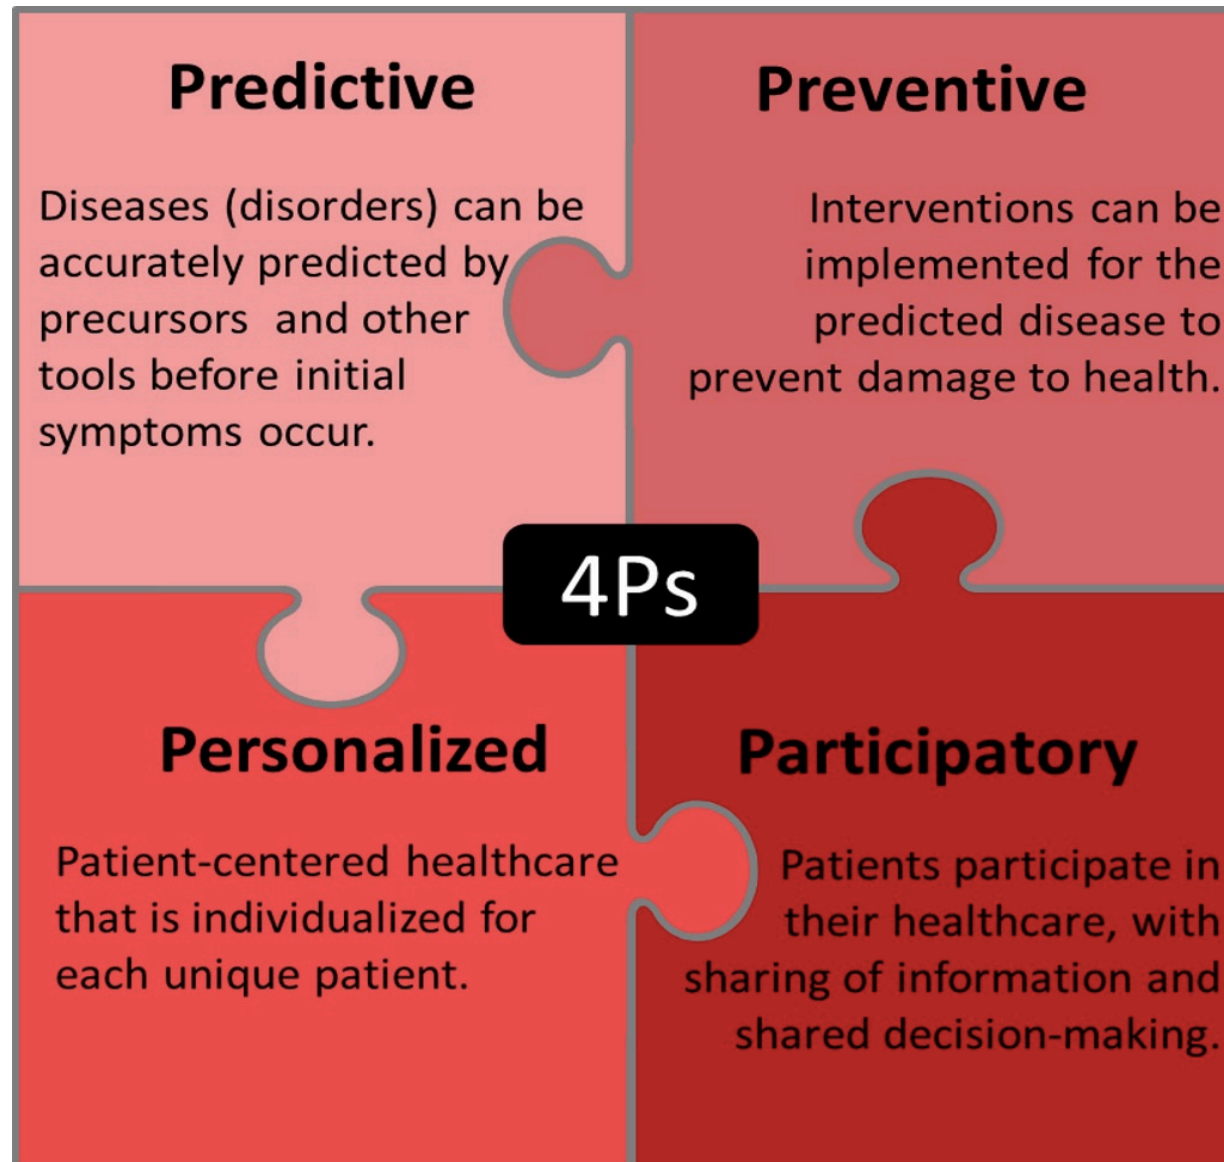 Predictive
Diseases (disorders) can be
accurately predicted by
precursors and other
tools before initial
symptoms occur.
Preventive
Interventions can be
implemented for the
predicted disease to
prevent damage to health.
4Ps
Personalized
Patient-centered healthcare
that is individualized for
each unique patient.
Participatory
Patients participate in
their healthcare, with
sharing of information and
shared decision-making.